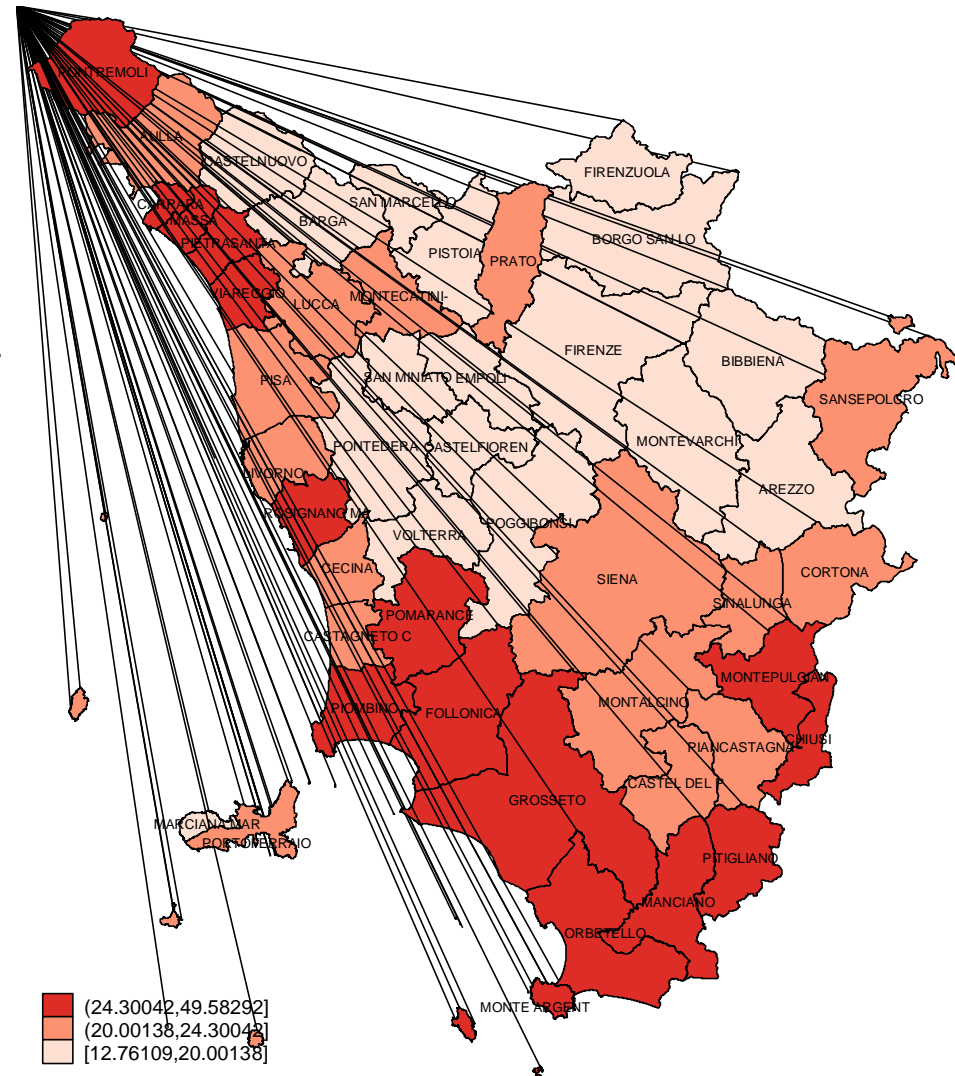 PONTREMOLI
AULLA
FIRENZUOLA
CASTELNUOVO
CARRARA
SAN MARCELLO
MASSA
BARGA
PIETRASANTA
BORGO SAN LO
PISTOIA
PRATO
VIAREGGIO
LUCCA
MONTECATINI-
FIRENZE
BIBBIENA
PISA
SAN MINIATO
EMPOLI
SANSEPOLCRO
PONTEDERA
CASTELFIOREN
MONTEVARCHI
LIVORNO
AREZZO
ROSIGNANO MA
VOLTERRA
POGGIBONSI
CECINA
SIENA
CORTONA
SINALUNGA
POMARANCE
CASTAGNETO C
MONTEPULCIAN
PIOMBINO
FOLLONICA
MONTALCINO
CHIUSI
PIANCASTAGNA
CASTEL DEL P
GROSSETO
MARCIANA MAR
PORTOFERRAIO
PITIGLIANO
MANCIANO
ORBETELLO
MONTE ARGENT
(24.30042,49.58292]
(20.00138,24.30042]
[12.76109,20.00138]